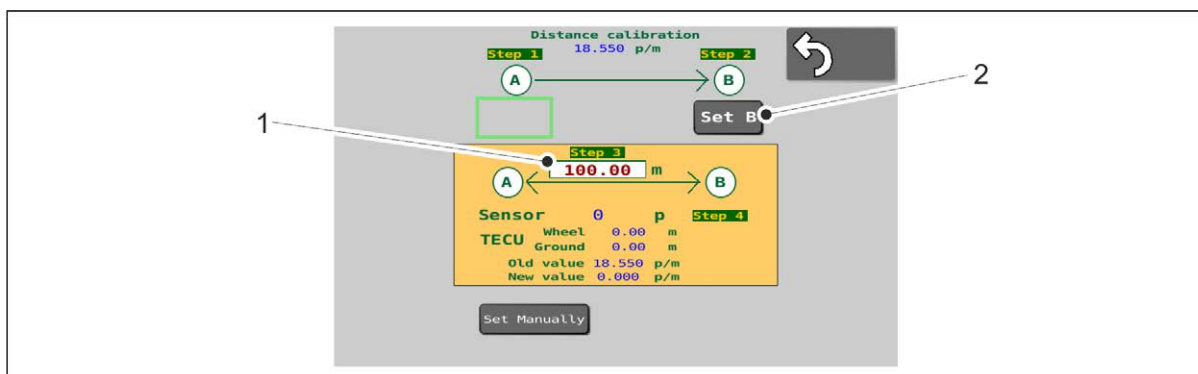 Distance calibration
18.550 p/m
Step 1
Step 2
A
B
Set B
2
1
Step 3
100.00 m
A
B
Sensor 0 p Step 4
TECU Wheel 0.00 m
Ground 0.00 m
Old value 18.550 p/m
New value 0.000 p/m
Set Manually